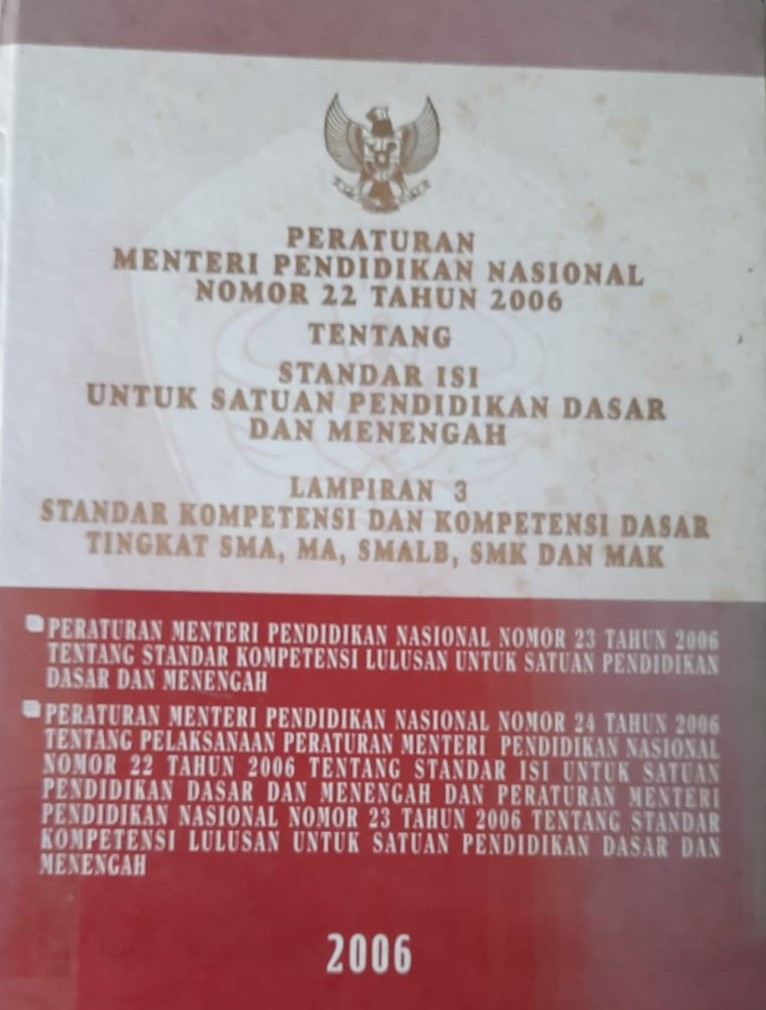 PERATURAN
MENTERI PENDIDIKAN NASIONAL
NOMOR 22 TAHUN 2006
TENTANG
STANDAR ISI
UNTUK SATUAN PENDIDIKAN DASAR
DAN MENENGAH
LAMPIRAN 3
STANDAR KOMPETENSI DAN KOMPETENSI DASAR
TINGKAT SMA, MA, SMALB, SMK DAN MAK
PERATURAN MENTERI PENDIDIKAN NASIONAL NOMOR 23 TAHUN 2006
TENTANG STANDAR KOMPETENSI LULUSAN UNTUK SATUAN PENDIDIKAN
DASAR DAN MENENGAH
PERATURAN MENTERI PENDIDIKAN NASIONAL NOMOR 24 TAHUN 2006
TENTANG PELAKSANAAN PERATURAN MENTERI PENDIDIKAN NASIONAL
NOMOR 22 TAHUN 2006 TENTANG STANDAR ISI UNTUK SATUAN
PENDIDIKAN DASAR DAN MENENGAH DAN PERATURAN MENTERI
PENDIDIKAN NASIONAL NOMOR 23 TAHUN 2006 TENTANG STANDAR
KOMPETENSI LULUSAN UNTUK SATUAN PENDIDIKAN DASAR DAN
MENENGAH
2006